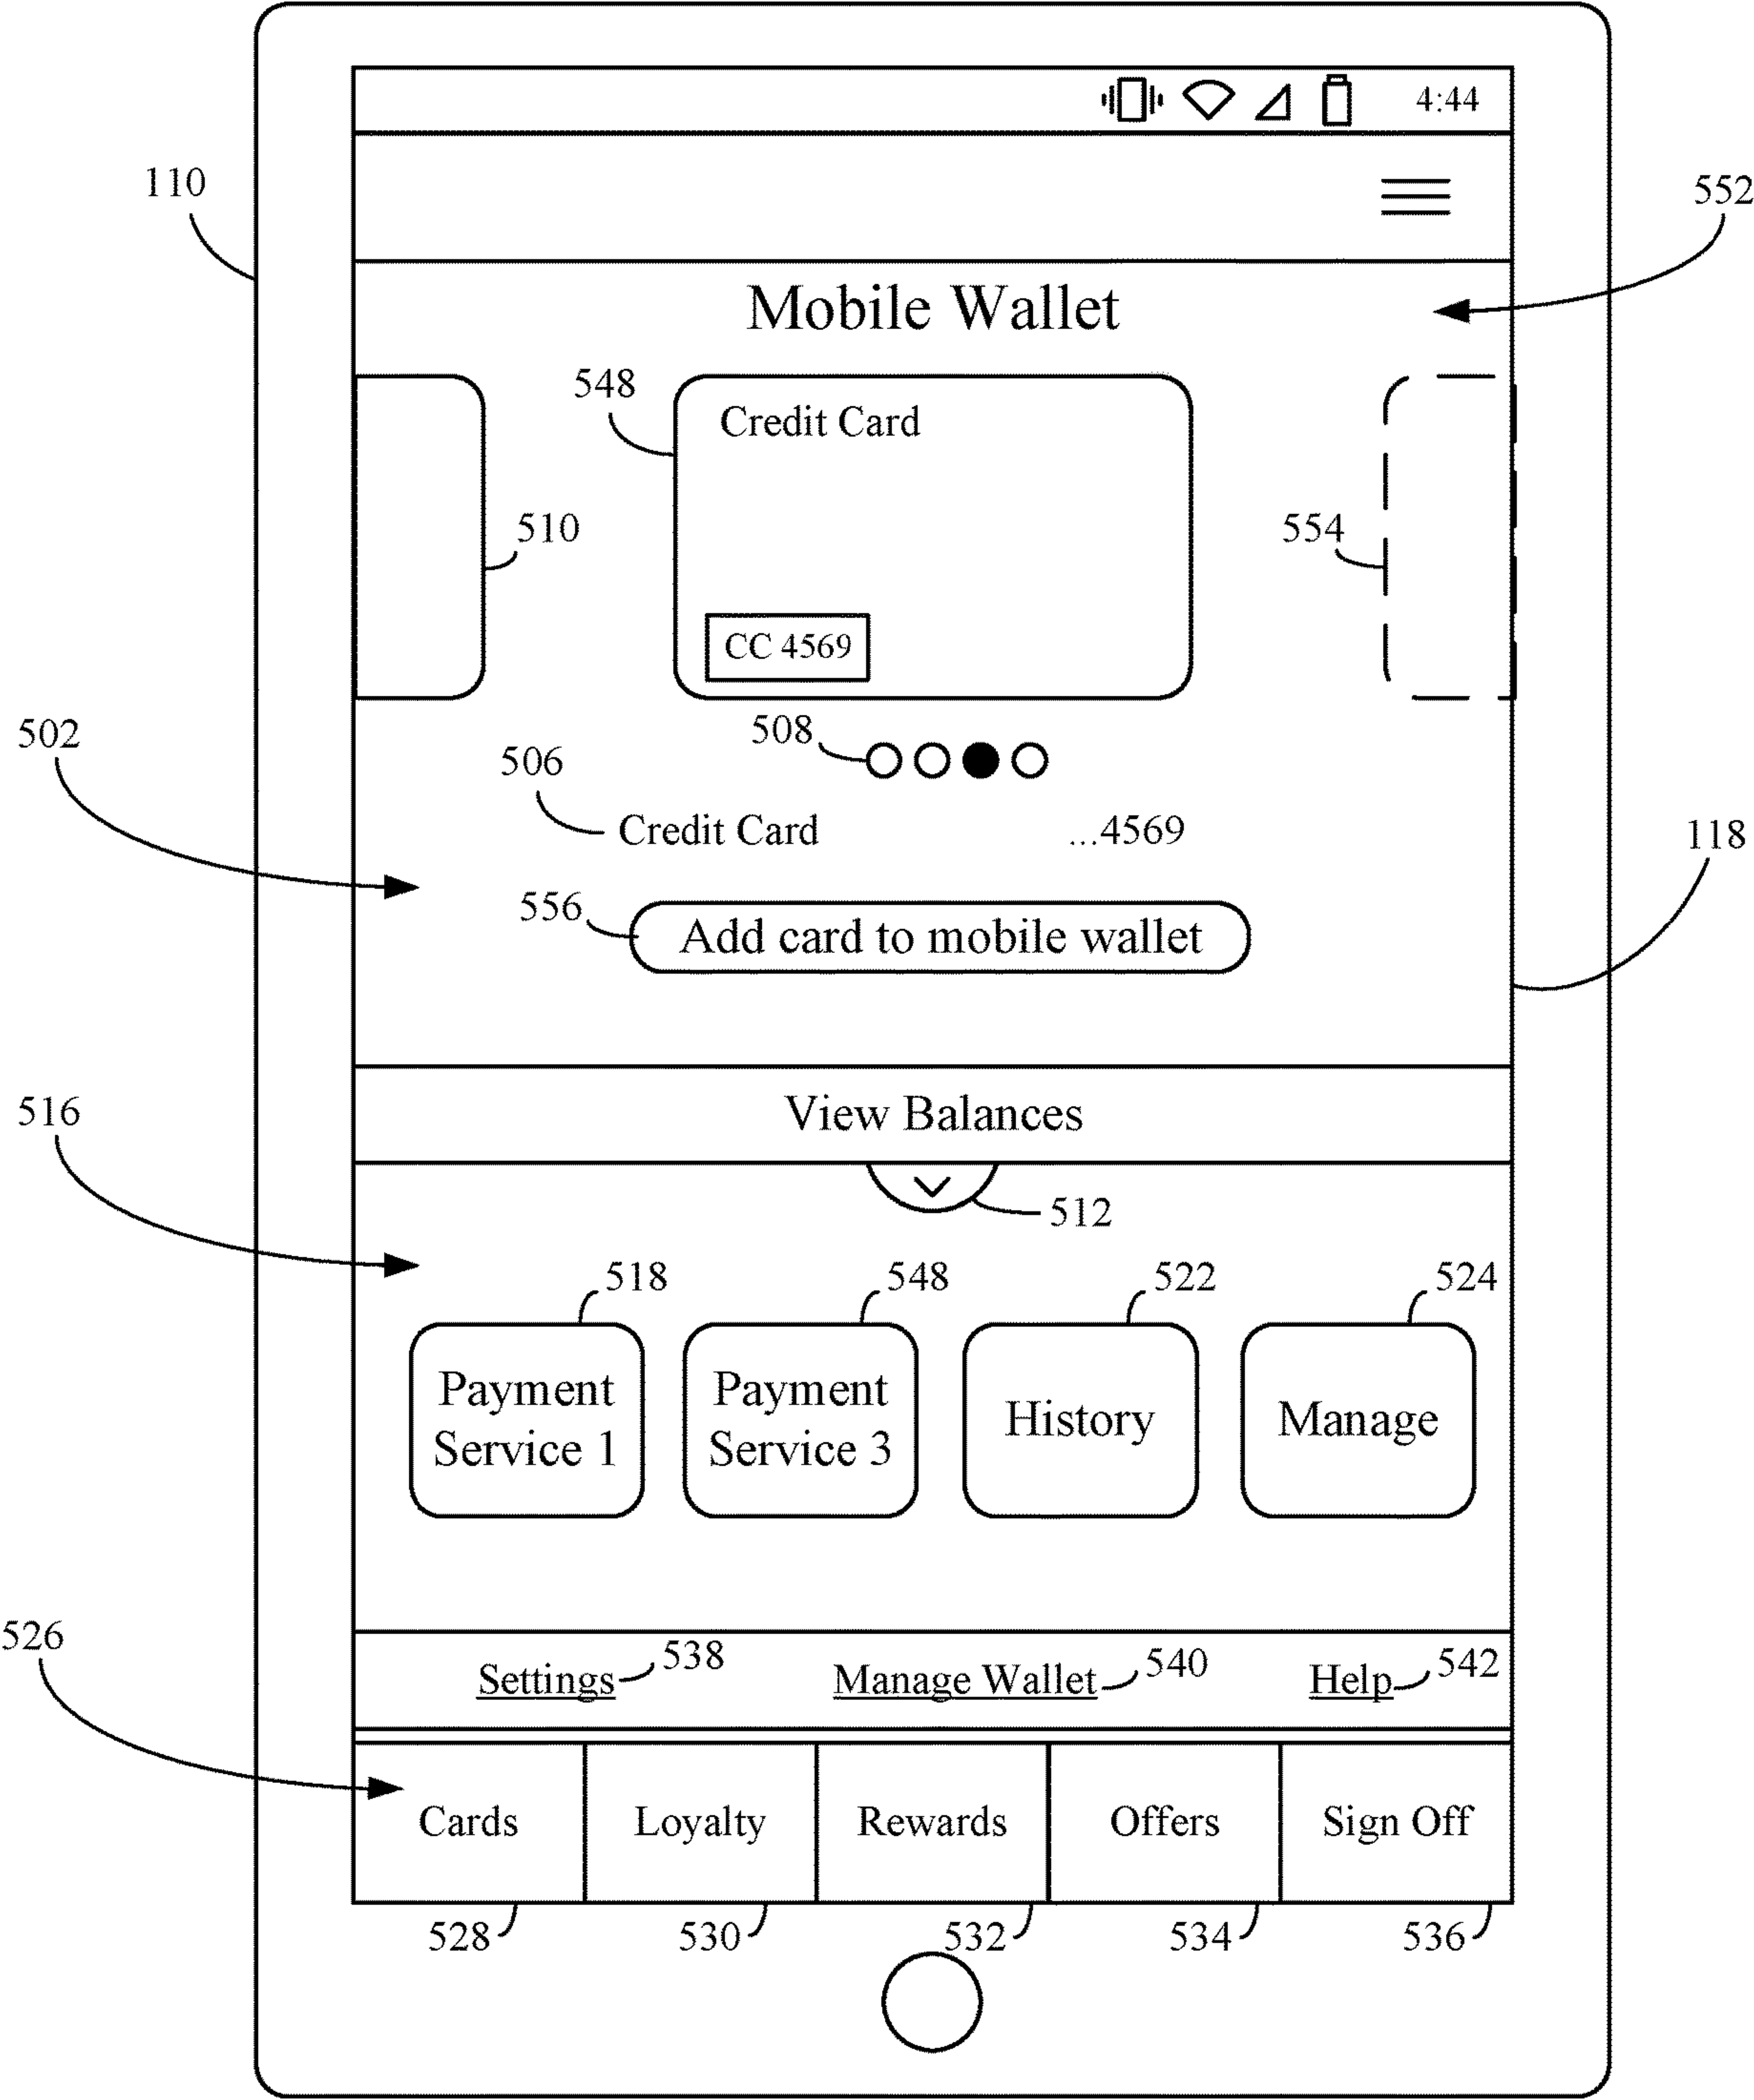 4:44
110
552
Mobile Wallet
548
Credit Card
510
554
CC 4569
502
508
506
Credit Card ...4569
118
556
Add card to mobile wallet
516
View Balances
512
518 548 522 524
Payment Service 1
Payment Service 3
History
Manage
526
Settings 538 Manage Wallet 540 Help 542
Cards Loyalty Rewards Offers Sign Off
528 530 532 534 536